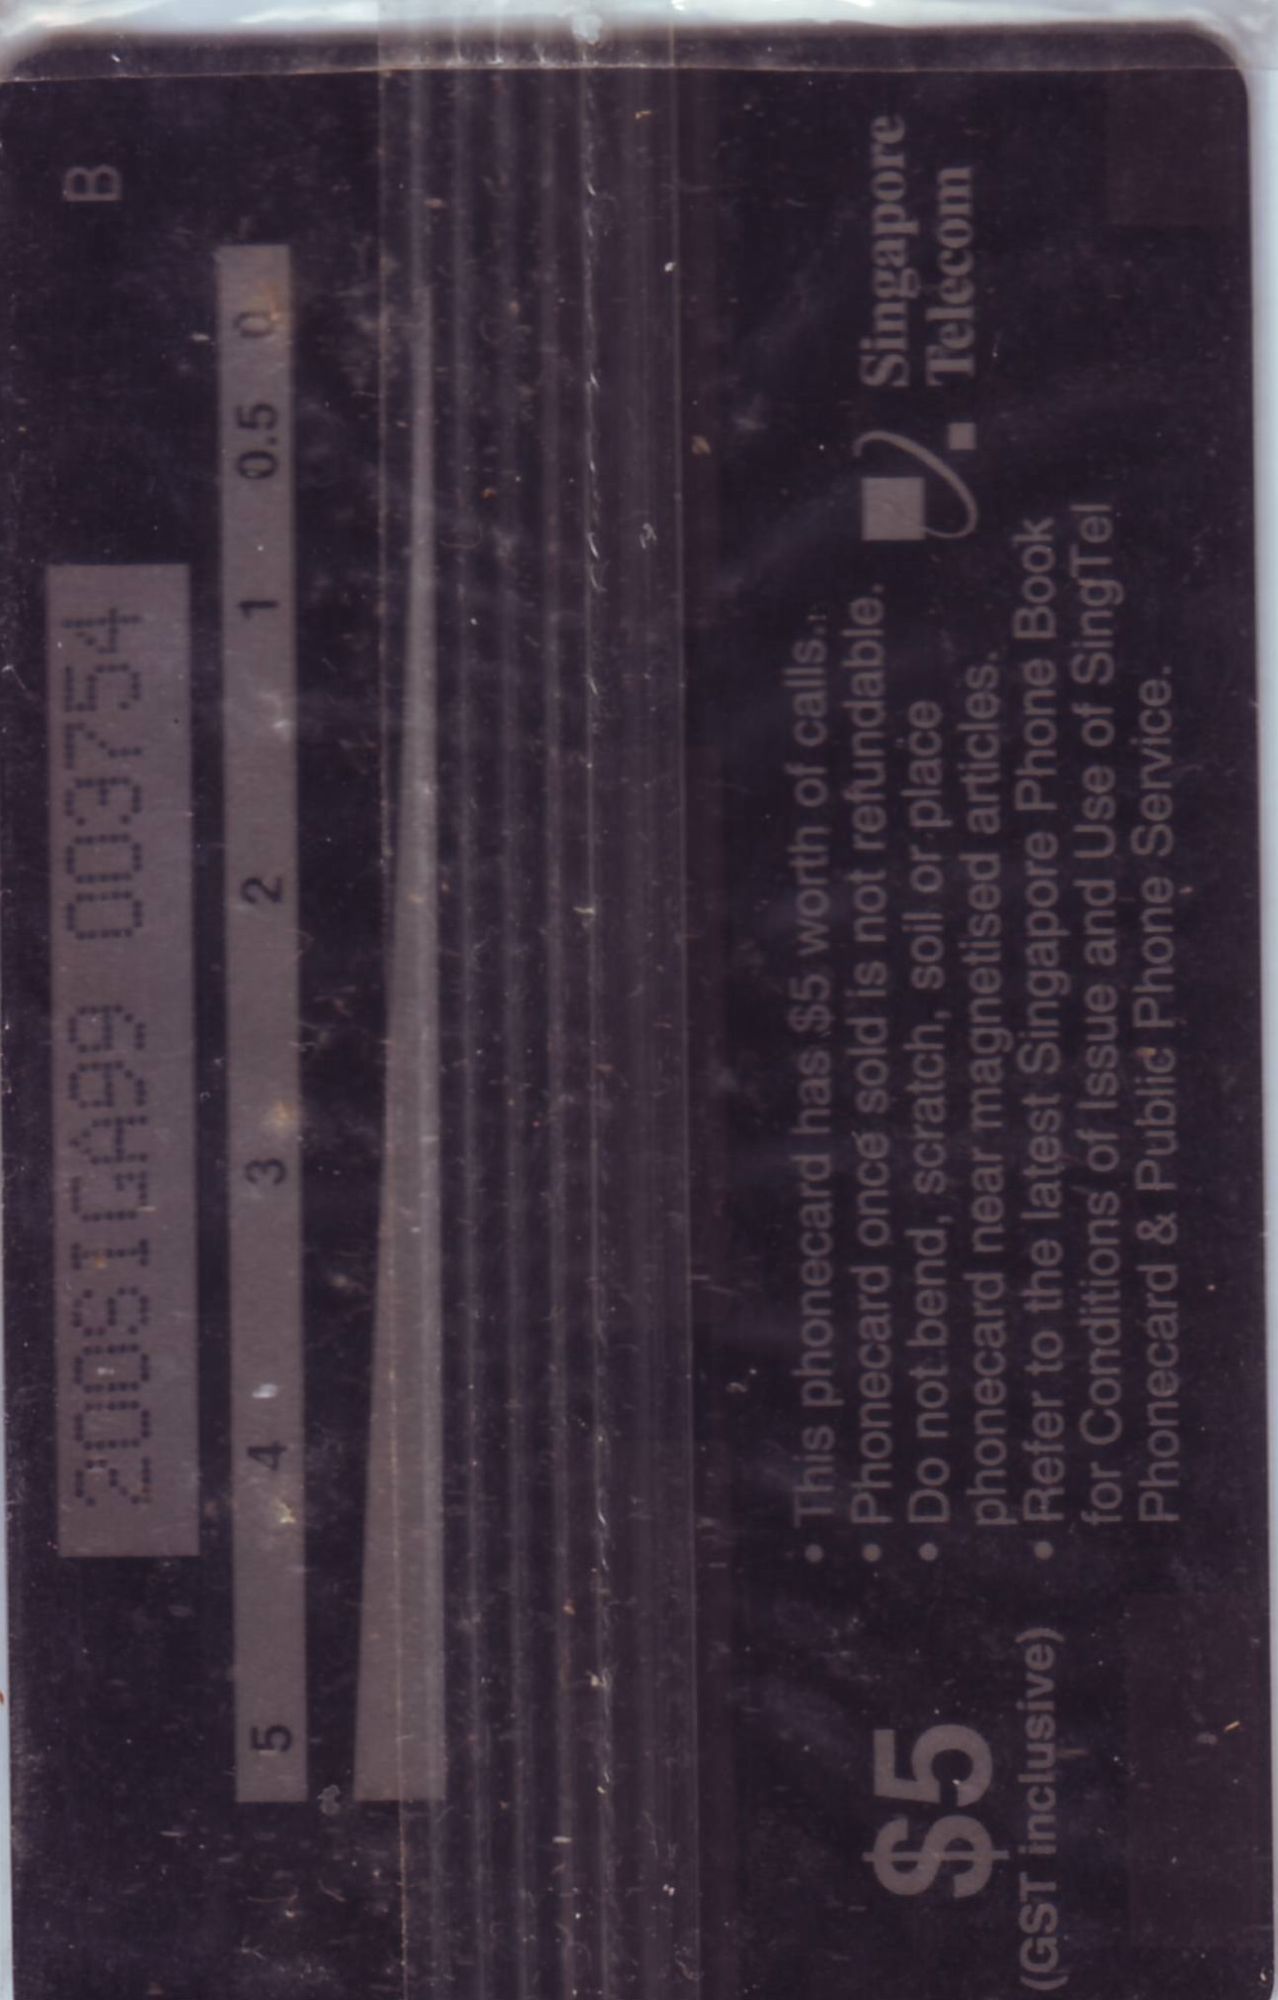 B
200SIGA99 003754
5 4 3 2 1 0.5 0
• This phonecard has $5 worth of calls.
• Phonecard once sold is not refundable.
• Do not bend, scratch, soil or place
phonecard near magnetised articles.
• Refer to the latest Singapore Phone Book
for Conditions of Issue and Use of SingTel
Phonecard & Public Phone Service.
$5
(GST inclusive)
Singapore
Telecom